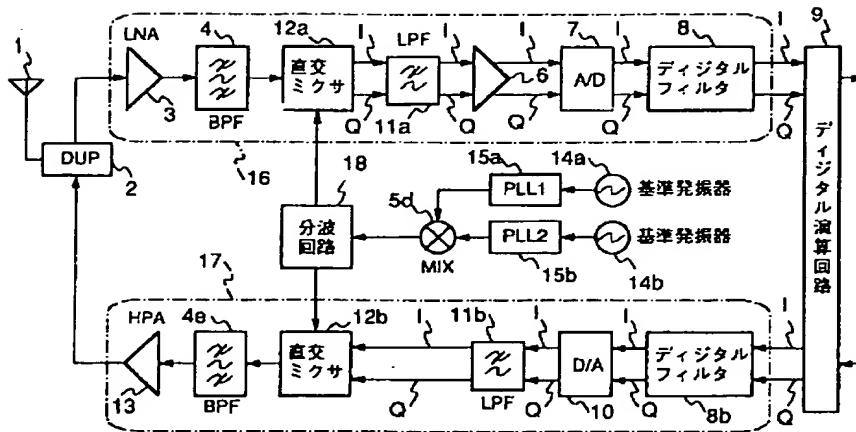 1
LNA
3
4
BPF
12a
直交
ミクサ
I
Q
LPF
11a
I
Q
6
I
Q
7
A/D
I
Q
8
ディジタル
フィルタ
I
Q
9
ディジタル演算回路
DUP
2
16
18
分波
回路
5d
MIX
15a
PLL1
14a
基準発振器
PLL2
15b
基準発振器
14b
17
HPA
13
4e
BPF
12b
直交
ミクサ
I
Q
11b
LPF
I
Q
D/A
10
I
Q
ディジタル
フィルタ
8b
I
Q